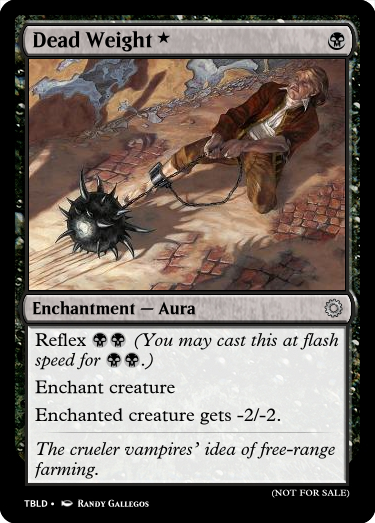 Dead Weight ★
Enchantment — Aura
Reflex (You may cast this at flash
speed for .)
Enchant creature
Enchanted creature gets -2/-2.
The crueler vampires' idea of free-range
farming.
(NOT FOR SALE)
TBLD • RANDY GALLEGOS